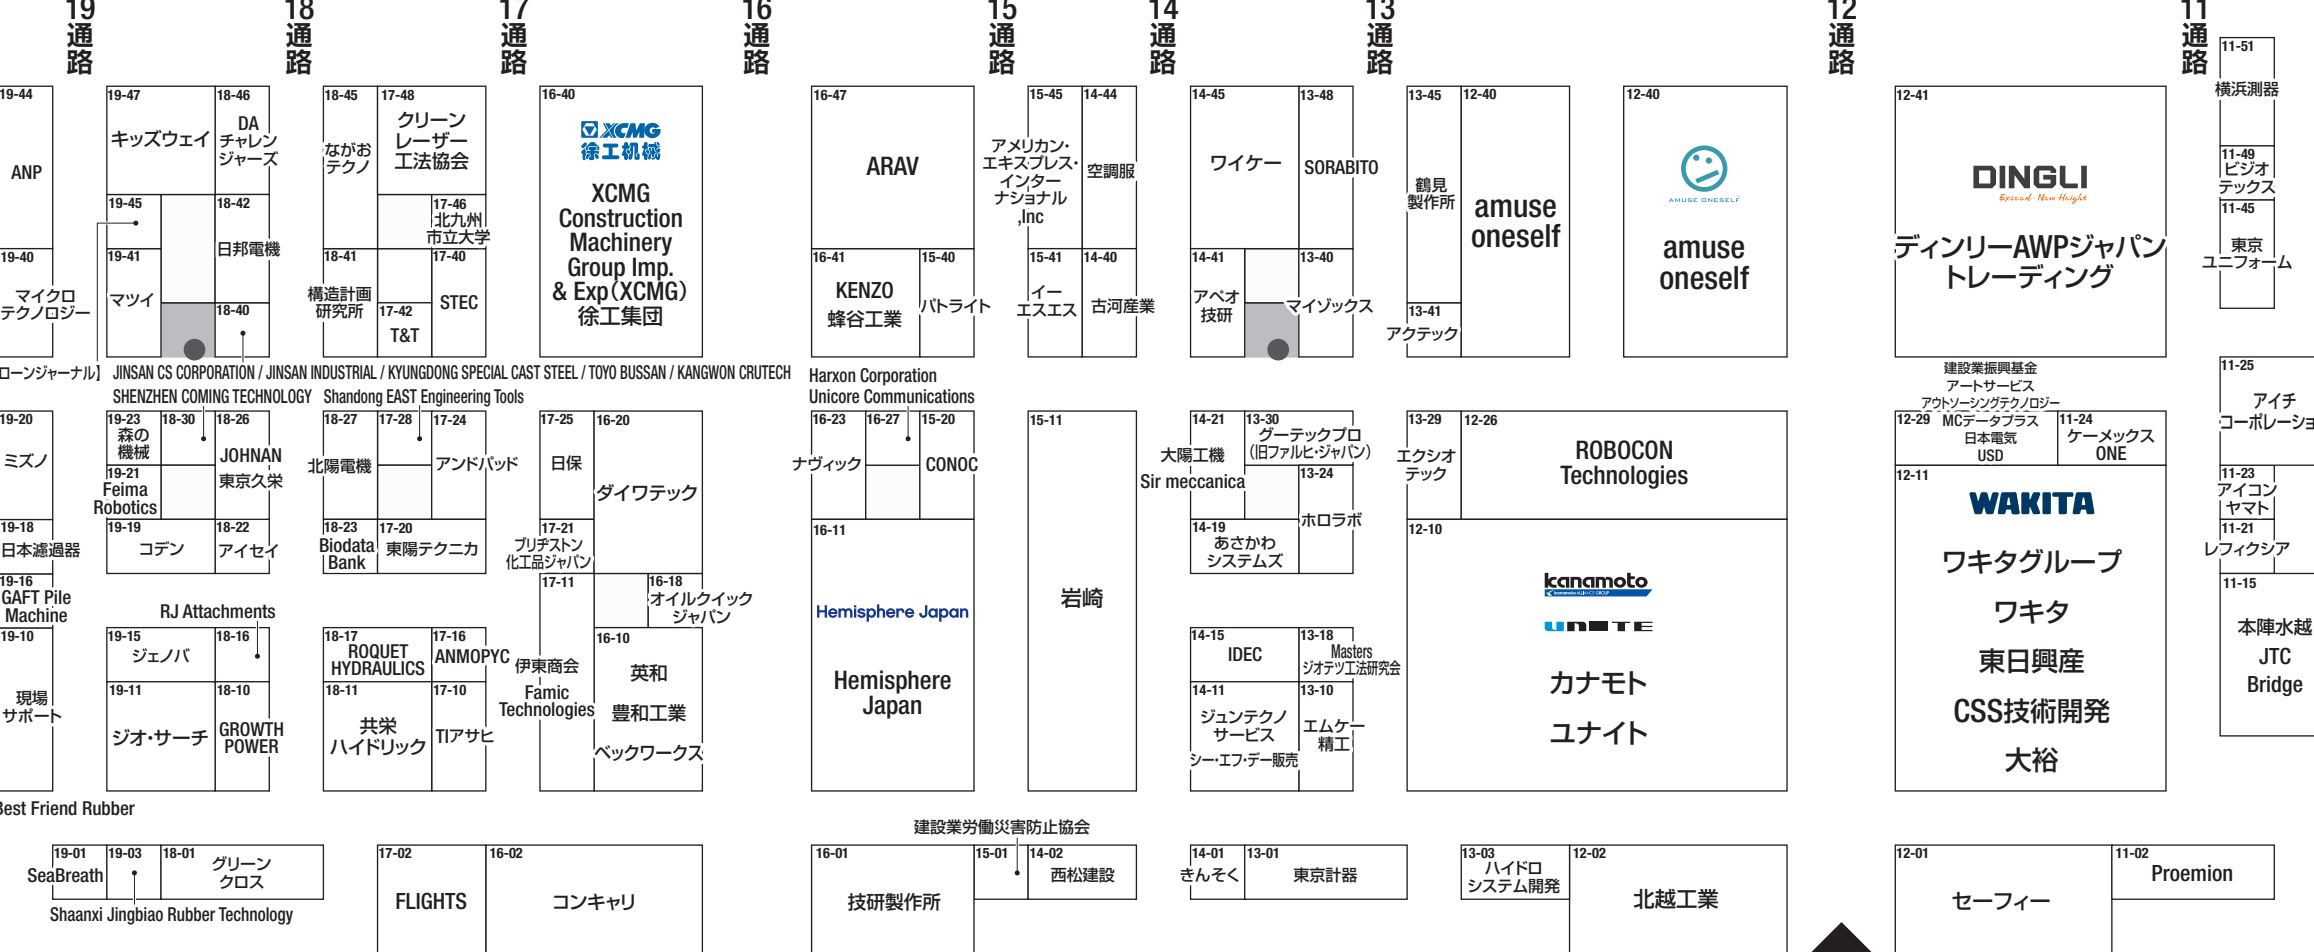 19
通
路
18
通
路
17
通
路
16
通
路
15
通
路
14
通
路
13
通
路
12
通
路
11
通
路
11-51
横浜測器
19-44
ANP
19-47
キッズウェイ
18-46
DA
チャレン
ジャーズ
18-45
ながお
テクノ
17-48
クリーン
レーザー
工法協会
16-40
XCMG
徐工机械
XCMG
Construction
Machinery
Group Imp.
& Exp(XCMG)
徐工集団
16-47
ARAV
15-45
アメリカン・
エキスプレス・
インター
ナショナル
,Inc
14-44
空調服
14-45
ワイケー
13-48
SORABITO
13-45
鶴見
製作所
12-40
amuse
oneself
12-40
AMUSE ONESELF
amuse
oneself
12-41
DINGLI
Exceed·New Height
ディンリーAWPジャパン
トレーディング
11-49
ビジオ
テックス
11-45
東京
ユニフォーム
19-45
18-42
日邦電機
17-46
北九州
市立大学
19-40
マイクロ
テクノロジー
19-41
マツイ
18-40
18-41
構造計画
研究所
17-42
T&T
17-40
STEC
16-41
KENZO
蜂谷工業
15-40
パトライト
15-41
イー
エスエス
14-40
古河産業
14-41
アペオ
技研
13-40
マイゾックス
13-41
アクテック
ローンジャーナル】
JINSAN CS CORPORATION / JINSAN INDUSTRIAL / KYUNGDONG SPECIAL CAST STEEL / TOYO BUSSAN / KANGWON CRUTECH
SHENZHEN COMING TECHNOLOGY
Shandong EAST Engineering Tools
Harxon Corporation
Unicore Communications
建設業振興基金
アートサービス
アウトソーシングテクノロジー
12-29
MCデータプラス
日本電気
USD
11-24
ケーメックス
ONE
11-25
アイチ
コーポレーショ
19-20
ミズノ
19-23
森の
機械
18-30
18-26
JOHNAN
東京久栄
19-21
Feima
Robotics
18-27
北陽電機
17-28
17-24
アンドパッド
17-25
日保
16-20
ダイワテック
16-23
ナヴィック
16-27
15-20
CONOC
15-11
岩崎
14-21
大陽工機
Sir meccanica
13-30
グーテックプロ
(旧ファルヒ・ジャパン)
13-24
ホロラボ
13-29
エクシオ
テック
12-26
ROBOCON
Technologies
12-11
WAKITA
ワキタグループ
ワキタ
東日興産
CSS技術開発
大裕
11-23
アイコン
ヤマト
11-21
レフィクシア
11-15
本陣水越
JTC
Bridge
19-18
日本濾過器
19-19
コデン
18-22
アイセイ
18-23
Biodata
Bank
17-20
東陽テクニカ
17-21
ブリヂストン
化工品ジャパン
16-11
Hemisphere Japan
Hemisphere
Japan
14-19
あさかわ
システムズ
12-10
kanamoto
kanamoto ALLIANCE GROUP
UNITE
カナモト
ユナイト
19-16
GAFT Pile
Machine
RJ Attachments
17-11
伊東商会
Famic
Technologies
16-18
オイルクイック
ジャパン
19-10
現場
サポート
19-15
ジェノバ
18-16
18-17
ROQUET
HYDRAULICS
17-16
ANMOPYC
16-10
英和
豊和工業
ベックワークス
14-15
IDEC
13-18
Masters
ジオテツ工法研究会
19-11
ジオ・サーチ
18-10
GROWTH
POWER
18-11
共栄
ハイドリック
17-10
TIアサヒ
14-11
ジュンテクノ
サービス
シー・エフ・デー販売
13-10
エムケー
精工
Best Friend Rubber
建設業労働災害防止協会
19-01
SeaBreath
19-03
18-01
グリーン
クロス
17-02
FLIGHTS
16-02
コンキャリ
16-01
技研製作所
15-01
14-02
西松建設
14-01
きんそく
13-01
東京計器
13-03
ハイドロ
システム開発
12-02
北越工業
12-01
セーフィー
11-02
Proemion
Shaanxi Jingbiao Rubber Technology